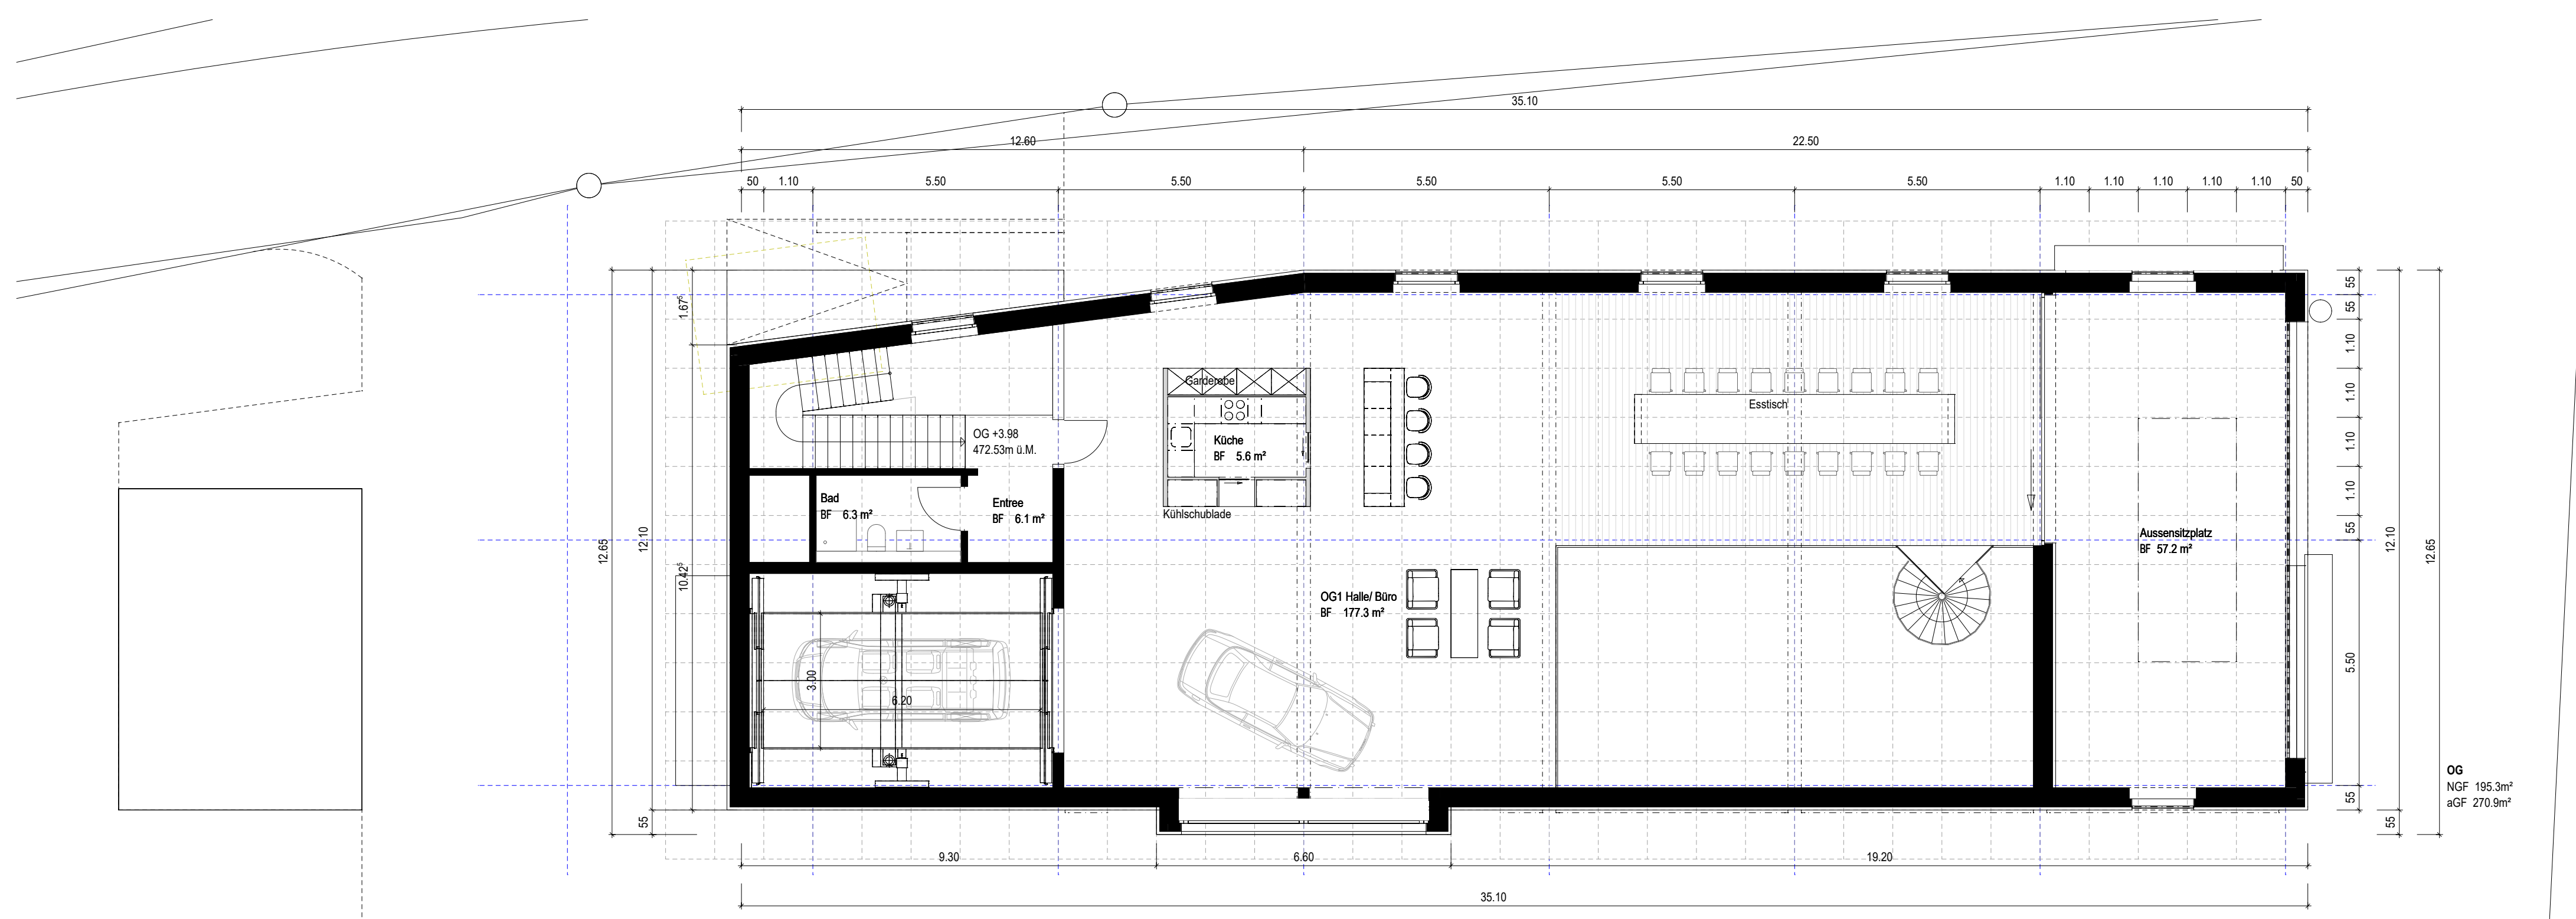 35.10
12.60
22.50
50
1.10
5.50
5.50
5.50
5.50
5.50
1.10
1.10
1.10
1.10
1.10
50
12.65
12.10
55
1.67⁵
10.42⁵
Garderobe
Küche
BF 5.6 m²
Kühlschublade
OG +3.98
472.53m ü.M.
Bad
BF 6.3 m²
Entree
BF 6.1 m²
3.00
6.20
Esstisch
OG1 Halle/ Büro
BF 177.3 m²
Aussensitzplatz
BF 57.2 m²
55
55
1.10
1.10
1.10
1.10
55
5.50
55
12.10
55
12.65
OG
NGF 195.3m²
aGF 270.9m²
9.30
6.60
19.20
35.10